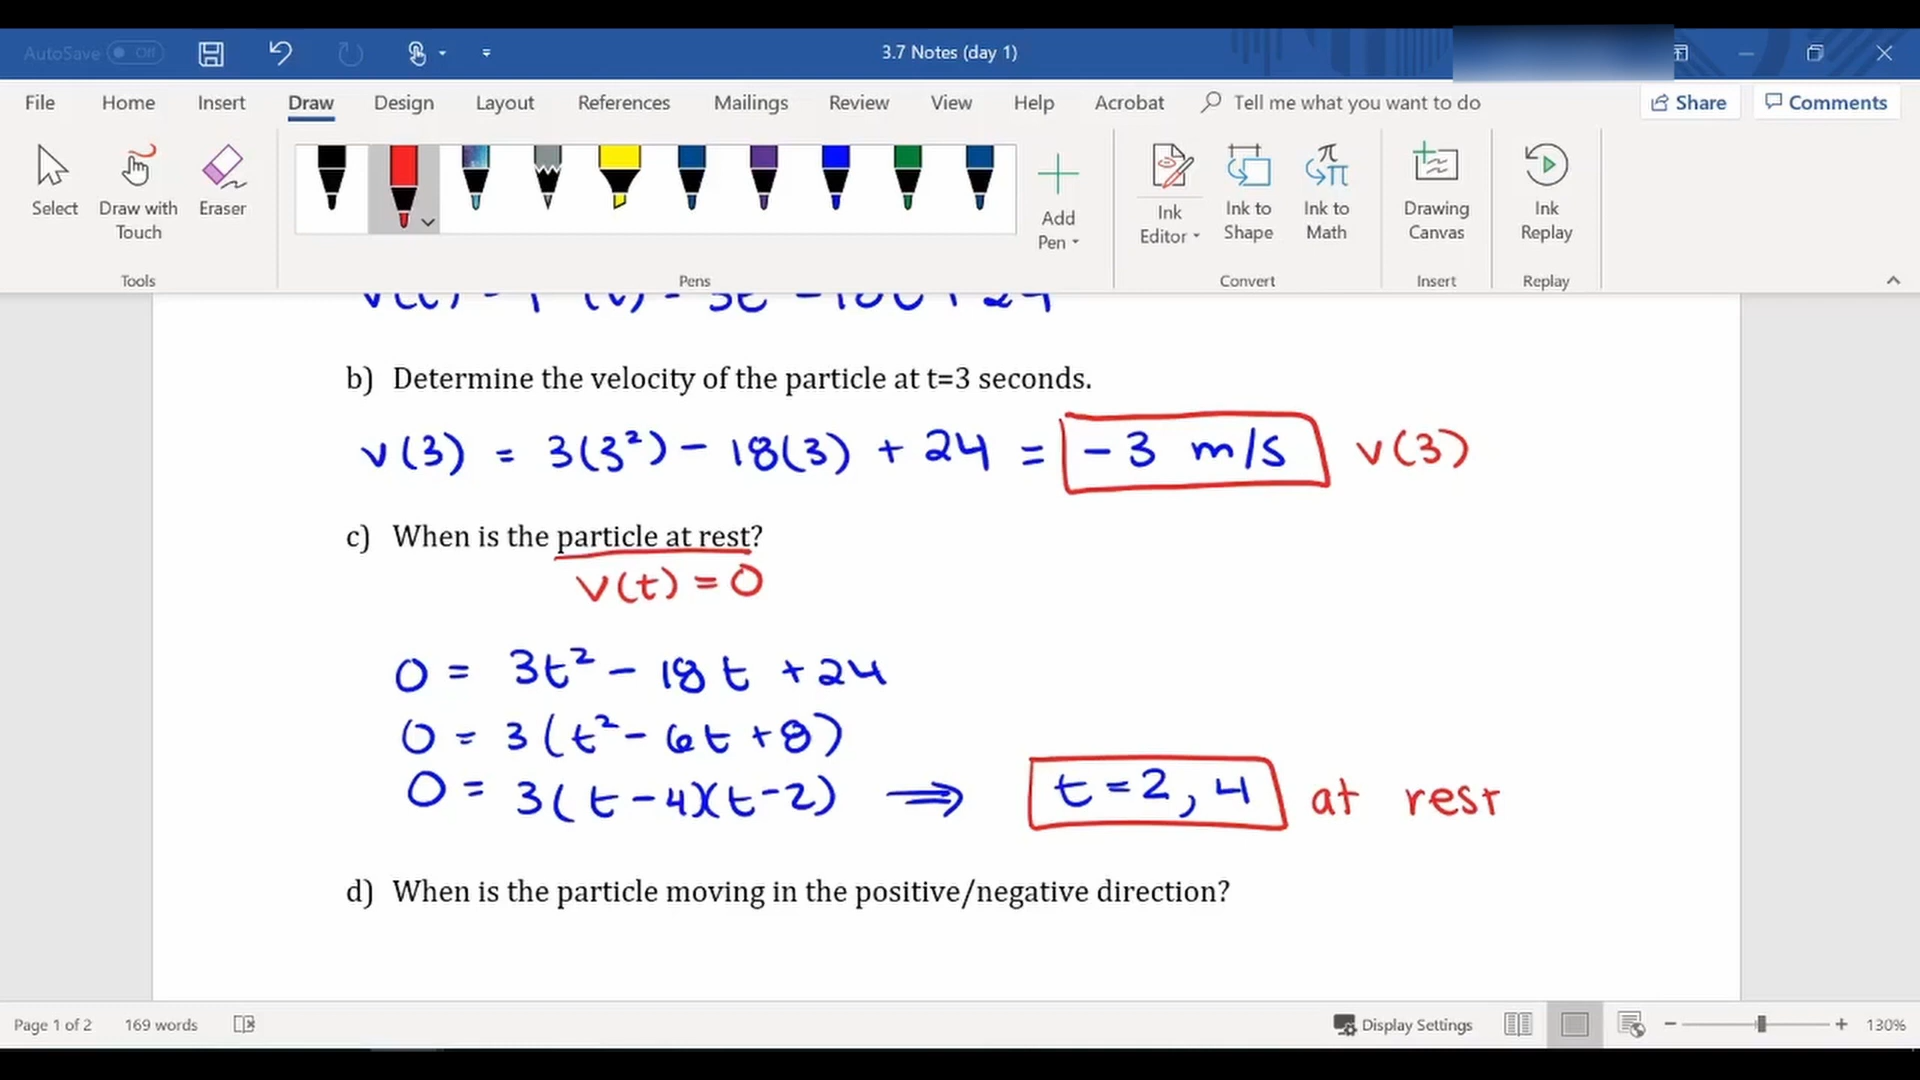 AutoSave Off 3.7 Notes (day 1)
File Home Insert Draw Design Layout References Mailings Review View Help Acrobat Tell me what you want to do Share Comments
Select Draw with Touch Eraser Add Pen Ink Editor Ink to Shape Ink to Math Drawing Canvas Ink Replay
Tools Pens Convert Insert Replay
b) Determine the velocity of the particle at t=3 seconds.
v(3) = 3(3²) - 18(3) + 24 = -3 m/s v(3)
c) When is the particle at rest?
v(t) = 0
0 = 3t² - 18t + 24
0 = 3(t² - 6t + 8)
0 = 3(t-4)(t-2) ⟹ t = 2, 4 at rest
d) When is the particle moving in the positive/negative direction?
Page 1 of 2 169 words Display Settings 130%